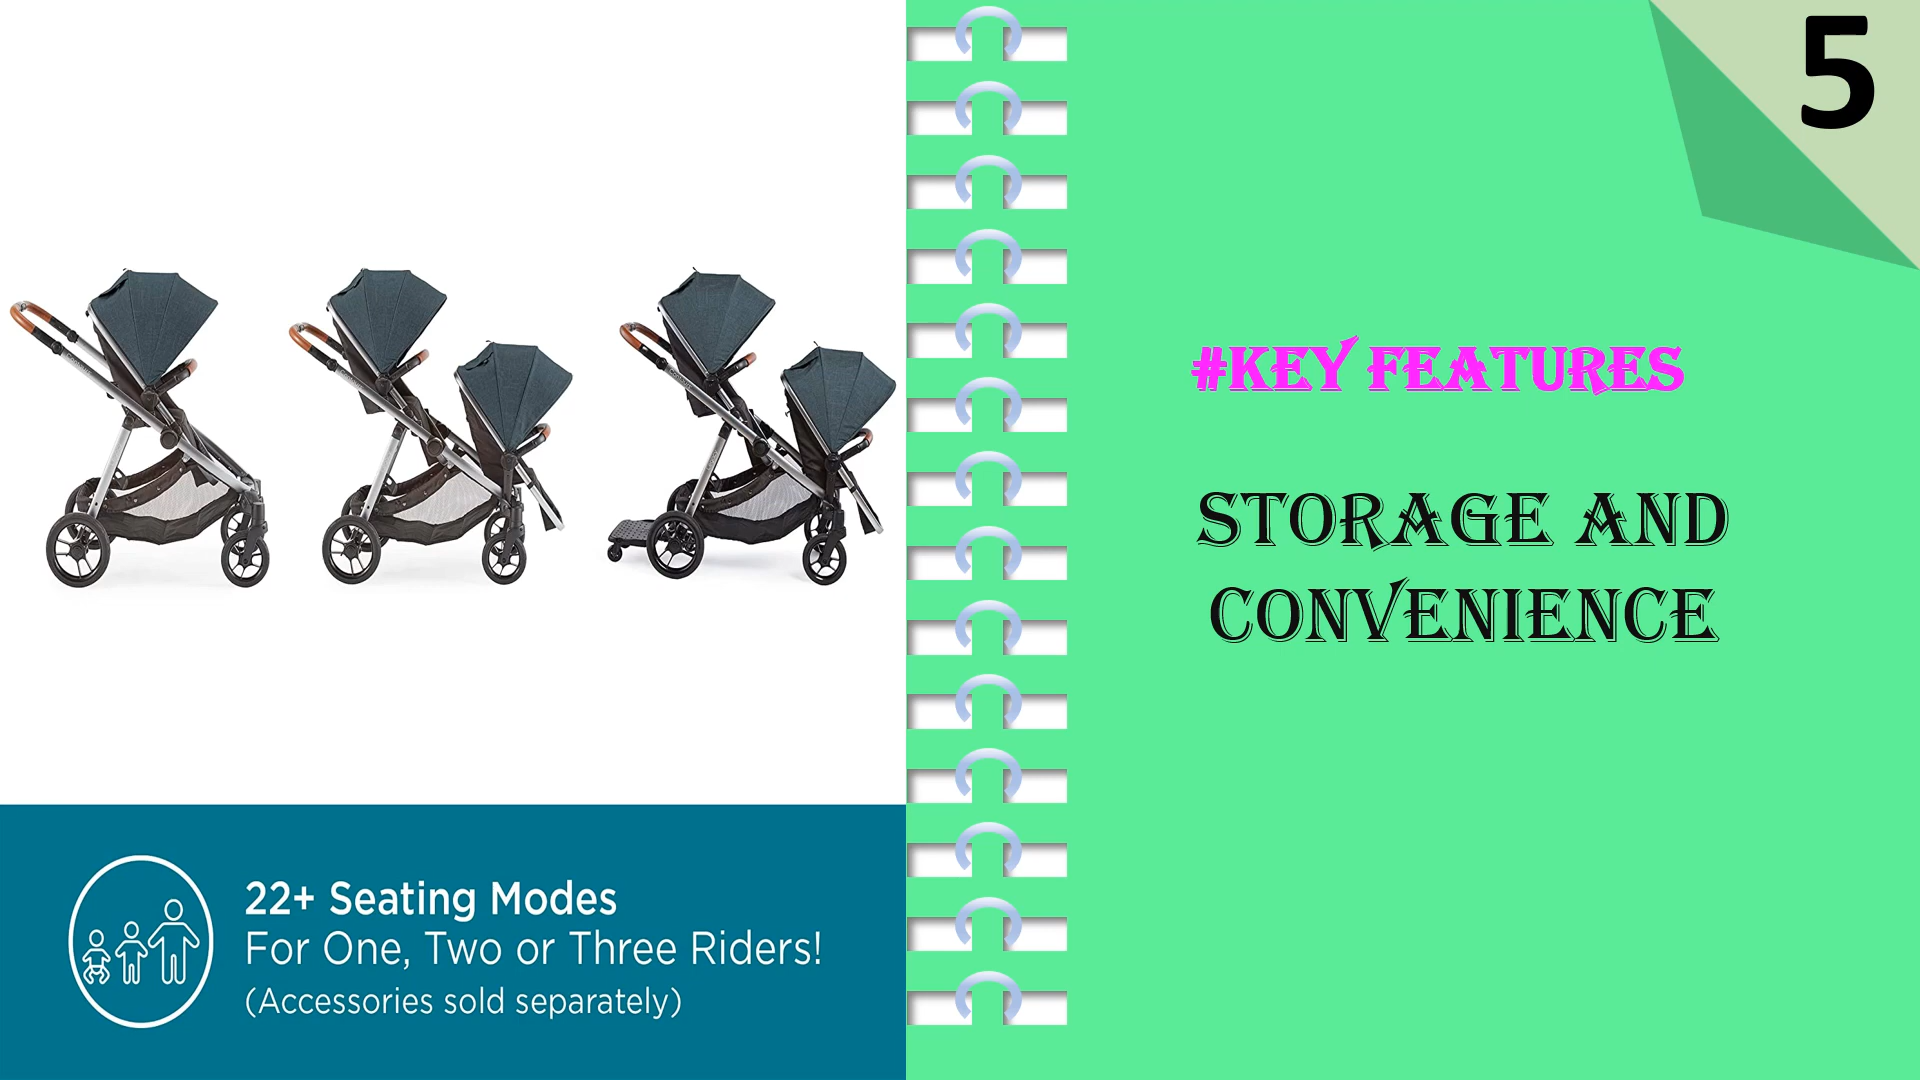 22+ Seating Modes
For One, Two or Three Riders!
(Accessories sold separately)
5
#KEY FEATURES
STORAGE AND
CONVENIENCE